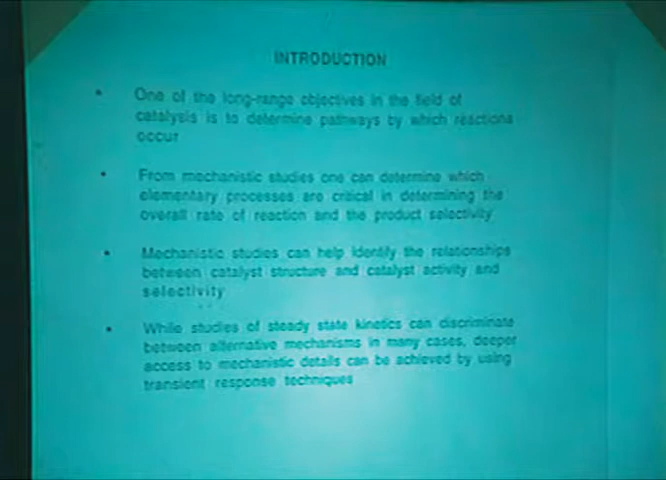 INTRODUCTION
• One of the long-range objectives in the field of
catalysis is to determine pathways by which reactions
occur
• From mechanistic studies one can determine which
elementary processes are critical in determining the
overall rate of reaction and the product selectivity
• Mechanistic studies can help identify the relationships
between catalyst structure and catalyst activity and
selectivity
• While studies of steady state kinetics can discriminate
between alternative mechanisms in many cases, deeper
access to mechanistic details can be achieved by using
transient response techniques